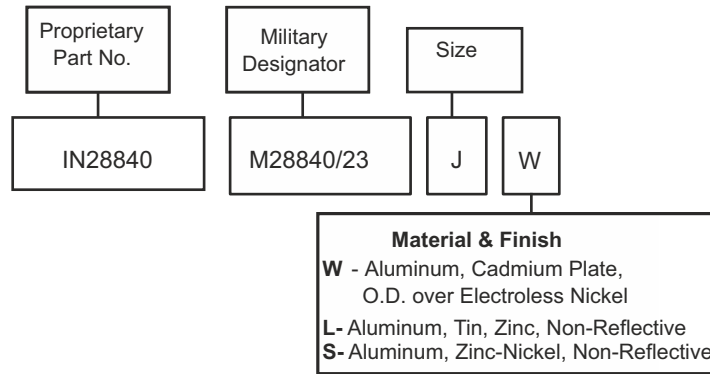 Proprietary
Part No.
Military
Designator
Size
IN28840
M28840/23
J
W
Material & Finish
W - Aluminum, Cadmium Plate,
O.D. over Electroless Nickel
L- Aluminum, Tin, Zinc, Non-Reflective
S- Aluminum, Zinc-Nickel, Non-Reflective